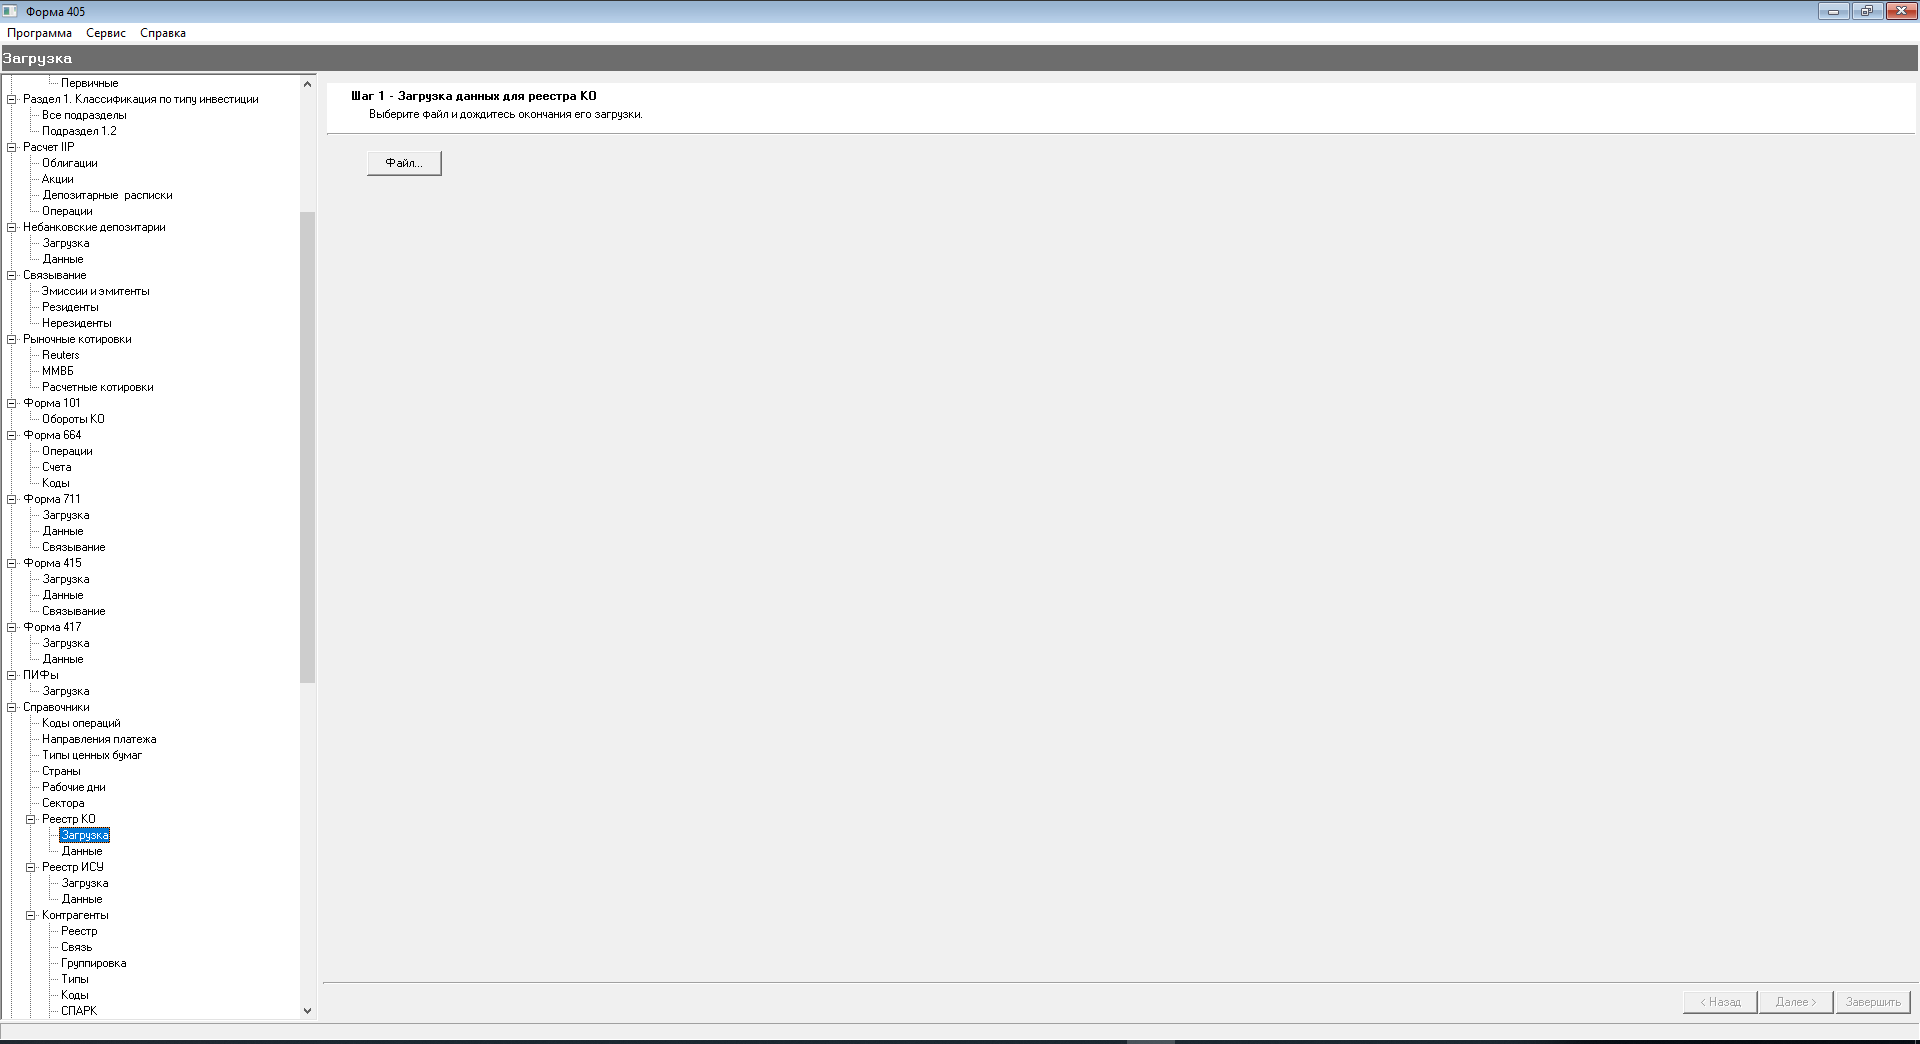 Форма 405
Программа Сервис Справка
Загрузка
Первичные
Раздел 1. Классификация по типу инвестиции
Все подразделы
Подраздел 1.2
Расчет IIP
Облигации
Акции
Депозитарные расписки
Операции
Небанковские депозитарии
Загрузка
Данные
Связывание
Эмиссии и эмитенты
Резиденты
Нерезиденты
Рыночные котировки
Reuters
ММВБ
Расчетные котировки
Форма 101
Обороты КО
Форма 664
Операции
Счета
Коды
Форма 711
Загрузка
Данные
Связывание
Форма 415
Загрузка
Данные
Связывание
Форма 417
Загрузка
Данные
ПИФы
Загрузка
Справочники
Коды операций
Направления платежа
Типы ценных бумаг
Страны
Рабочие дни
Сектора
Реестр КО
Загрузка
Данные
Реестр ИСУ
Загрузка
Данные
Контрагенты
Реестр
Связь
Группировка
Типы
Коды
СПАРК
Шаг 1 - Загрузка данных для реестра КО
Выберите файл и дождитесь окончания его загрузки.
Файл...
< Назад Далее > Завершить